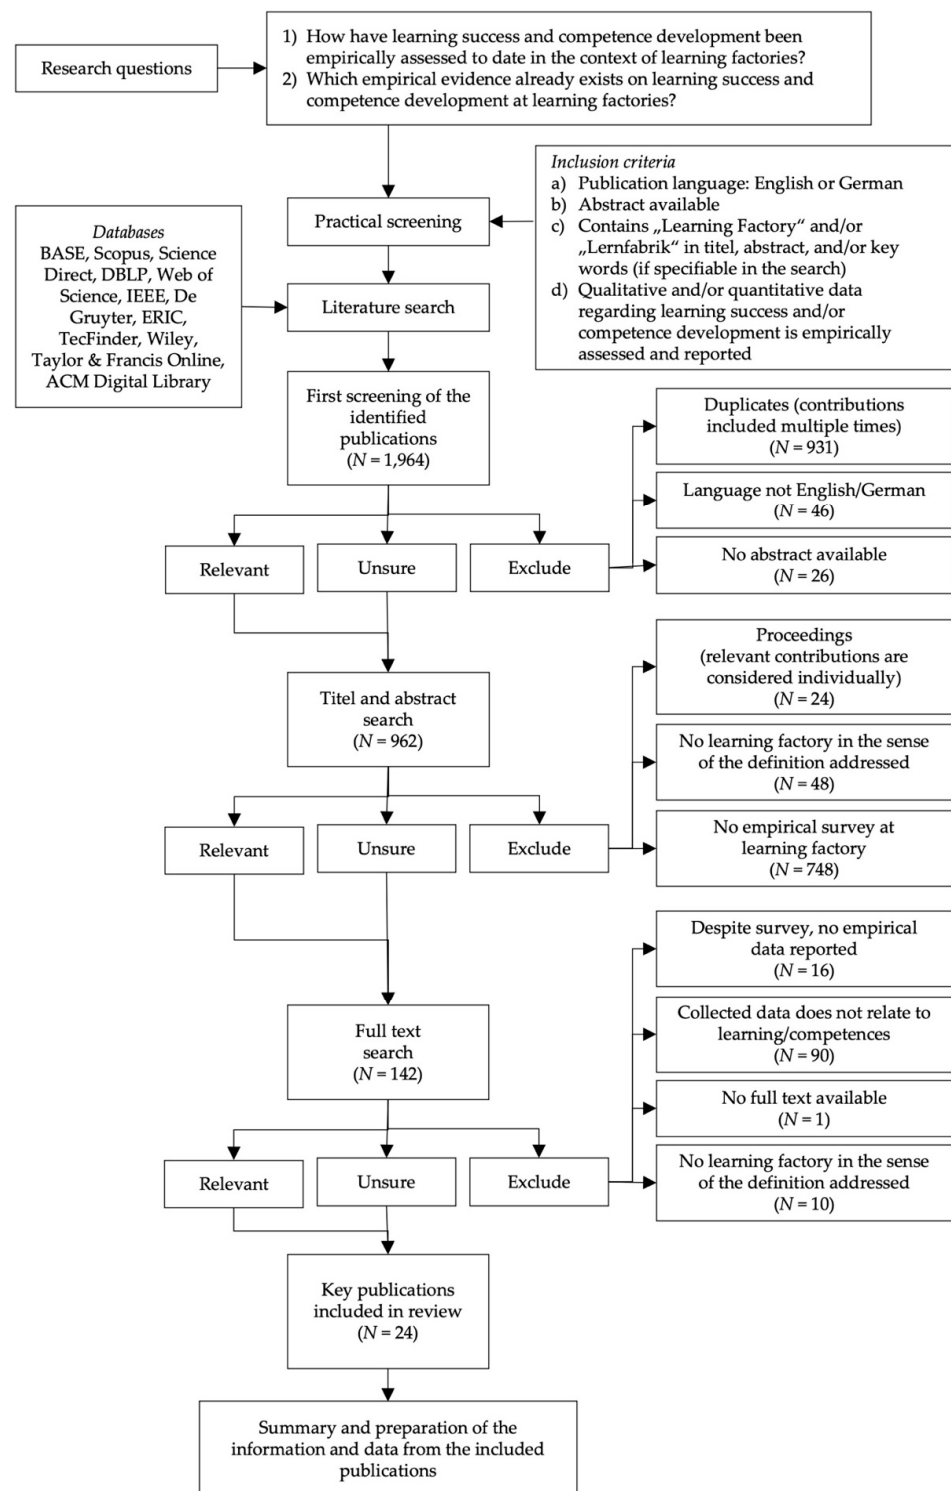 Research questions
1) How have learning success and competence development been
empirically assessed to date in the context of learning factories?
2) Which empirical evidence already exists on learning success and
competence development at learning factories?
Practical screening
Inclusion criteria
a) Publication language: English or German
b) Abstract available
c) Contains „Learning Factory“ and/or
„Lernfabrik“ in titel, abstract, and/or key
words (if specifiable in the search)
d) Qualitative and/or quantitative data
regarding learning success and/or
competence development is empirically
assessed and reported
Databases
BASE, Scopus, Science
Direct, DBLP, Web of
Science, IEEE, De
Gruyter, ERIC,
TecFinder, Wiley,
Taylor & Francis Online,
ACM Digital Library
Literature search
First screening of the
identified
publications
(N = 1,964)
Duplicates (contributions
included multiple times)
(N = 931)
Language not English/German
(N = 46)
No abstract available
(N = 26)
Relevant
Unsure
Exclude
Titel and abstract
search
(N = 962)
Proceedings
(relevant contributions are
considered individually)
(N = 24)
No learning factory in the sense
of the definition addressed
(N = 48)
No empirical survey at
learning factory
(N = 748)
Relevant
Unsure
Exclude
Full text
search
(N = 142)
Despite survey, no empirical
data reported
(N = 16)
Collected data does not relate to
learning/competences
(N = 90)
No full text available
(N = 1)
No learning factory in the sense
of the definition addressed
(N = 10)
Relevant
Unsure
Exclude
Key publications
included in review
(N = 24)
Summary and preparation of the
information and data from the included
publications